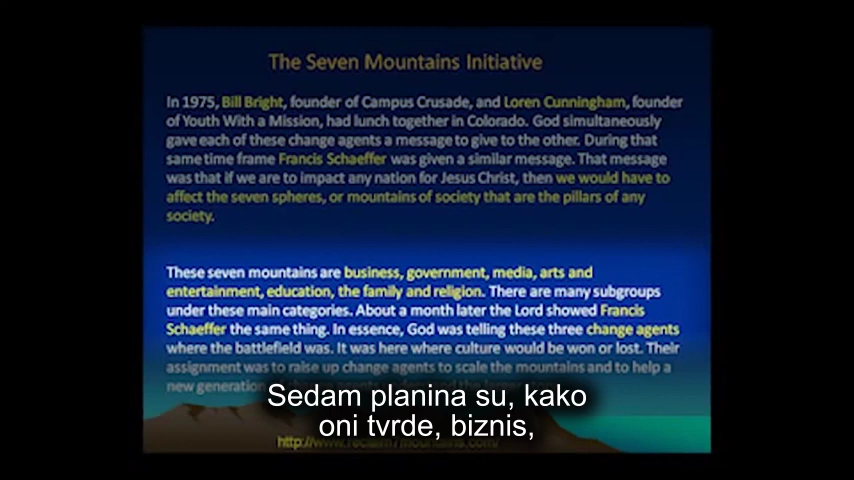 The Seven Mountains Initiative
In 1975, Bill Bright, founder of Campus Crusade, and Loren Cunningham, founder
of Youth With a Mission, had lunch together in Colorado. God simultaneously
gave each of these change agents a message to give to the other. During that
same time frame Francis Schaeffer was given a similar message. That message
was that if we are to impact any nation for Jesus Christ, then we would have to
affect the seven spheres, or mountains of society that are the pillars of any
society.
These seven mountains are business, government, media, arts and
entertainment, education, the family and religion. There are many subgroups
under these main categories. About a month later the Lord showed Francis
Schaeffer the same thing. In essence, God was telling these three change agents
where the battlefield was. It was here where culture would be won or lost. Their
assignment was to raise up change agents to scale the mountains and to help a
new generation
Sedam planina su, kako
oni tvrde, biznis,
http://www.reclaim7mountains.com/